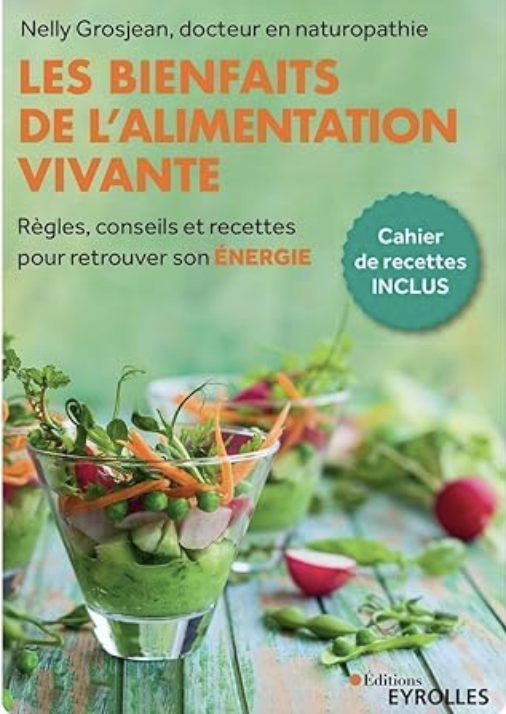 Nelly Grosjean, docteur en naturopathie
LES BIENFAITS
DE L'ALIMENTATION
VIVANTE
Règles, conseils et recettes
pour retrouver son ÉNERGIE
Cahier
de recettes
INCLUS
Éditions
EYROLLES